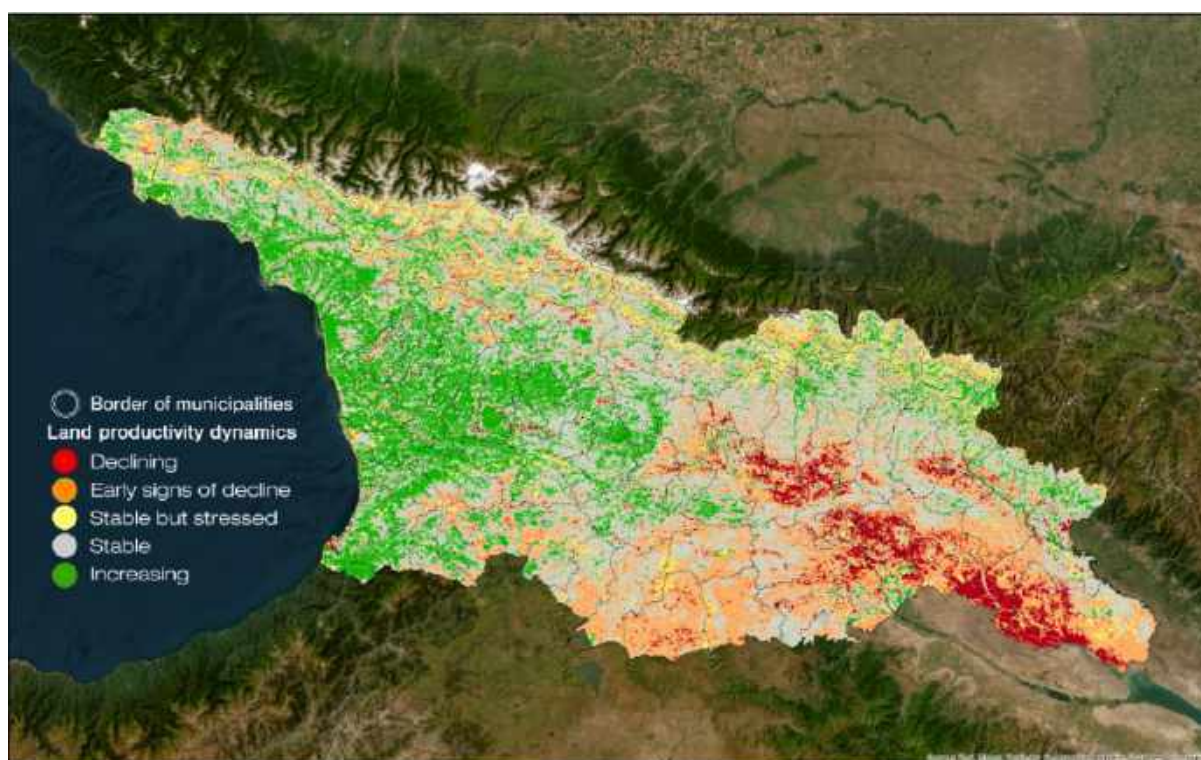 Border of municipalities
Land productivity dynamics
Declining
Early signs of decline
Stable but stressed
Stable
Increasing